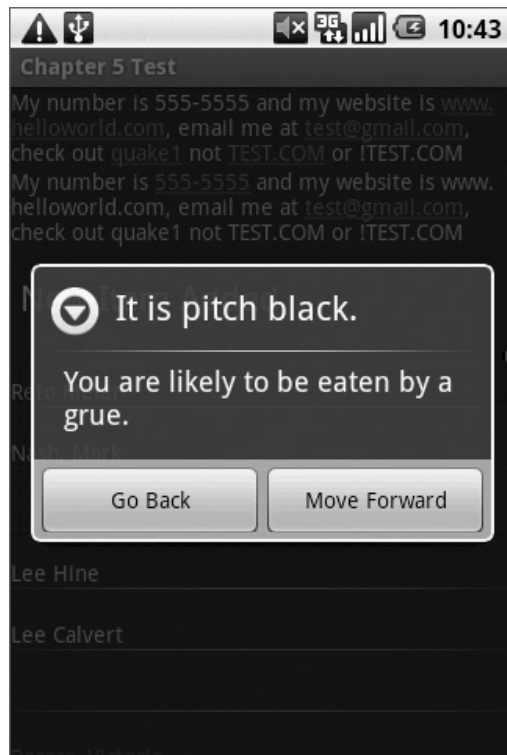 3G
10:43
Chapter 5 Test
My number is 555-5555 and my website is www.
helloworld.com, email me at test@gmail.com,
check out quake1 not TEST.COM or !TEST.COM
My number is 555-5555 and my website is www.
helloworld.com, email me at test@gmail.com,
check out quake1 not TEST.COM or !TEST.COM
It is pitch black.
You are likely to be eaten by a
grue.
Nash, Mark
Go Back Move Forward
Lee Hine
Lee Calvert